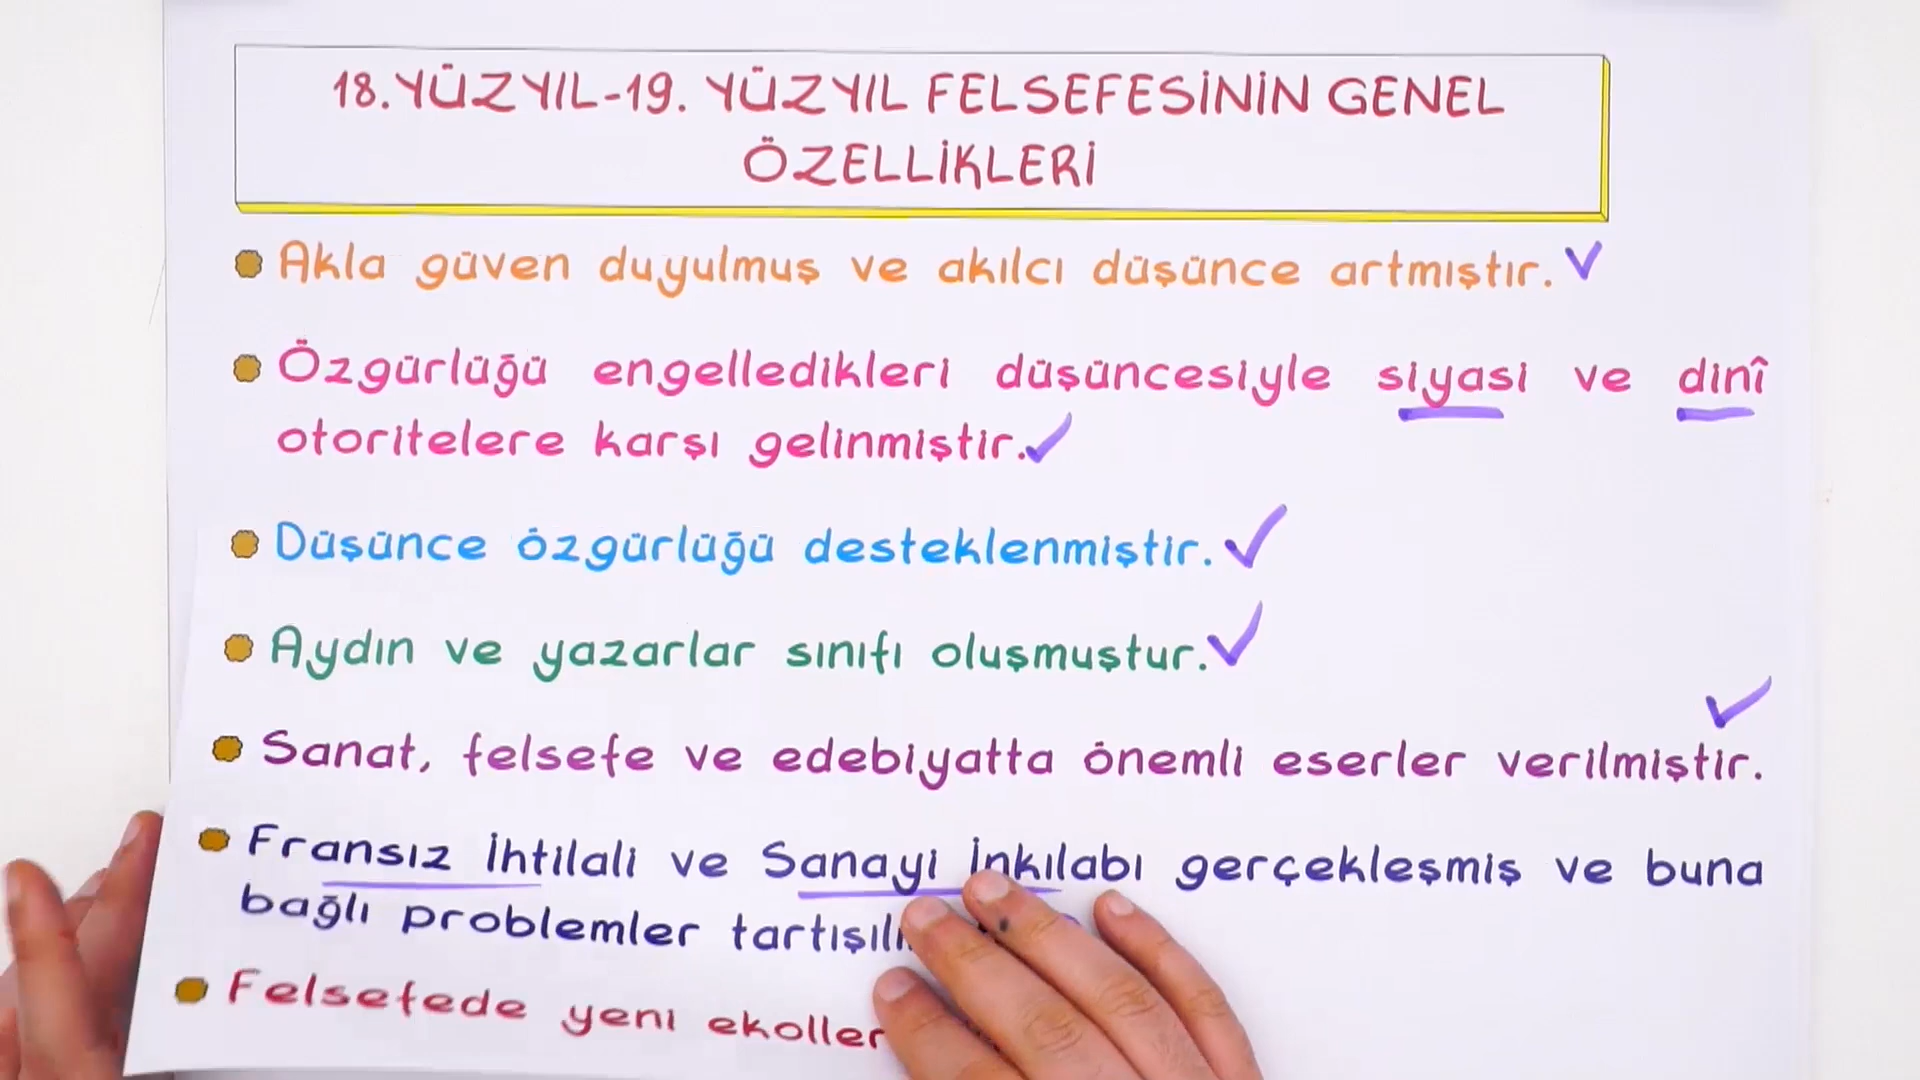 18. YÜZYIL-19. YÜZYIL FELSEFESİNİN GENEL
ÖZELLİKLERİ
Akla güven duyulmuş ve akılcı düşünce artmıştır.
Özgürlüğü engelledikleri düşüncesiyle siyasi ve dinî
otoritelere karşı gelinmiştir.
Düşünce özgürlüğü desteklenmiştir.
Aydın ve yazarlar sınıfı oluşmuştur.
Sanat, felsefe ve edebiyatta önemli eserler verilmiştir.
Fransız İhtilali ve Sanayi İnkılabı gerçekleşmiş ve buna
bağlı problemler
Felsefede yeni ekoller